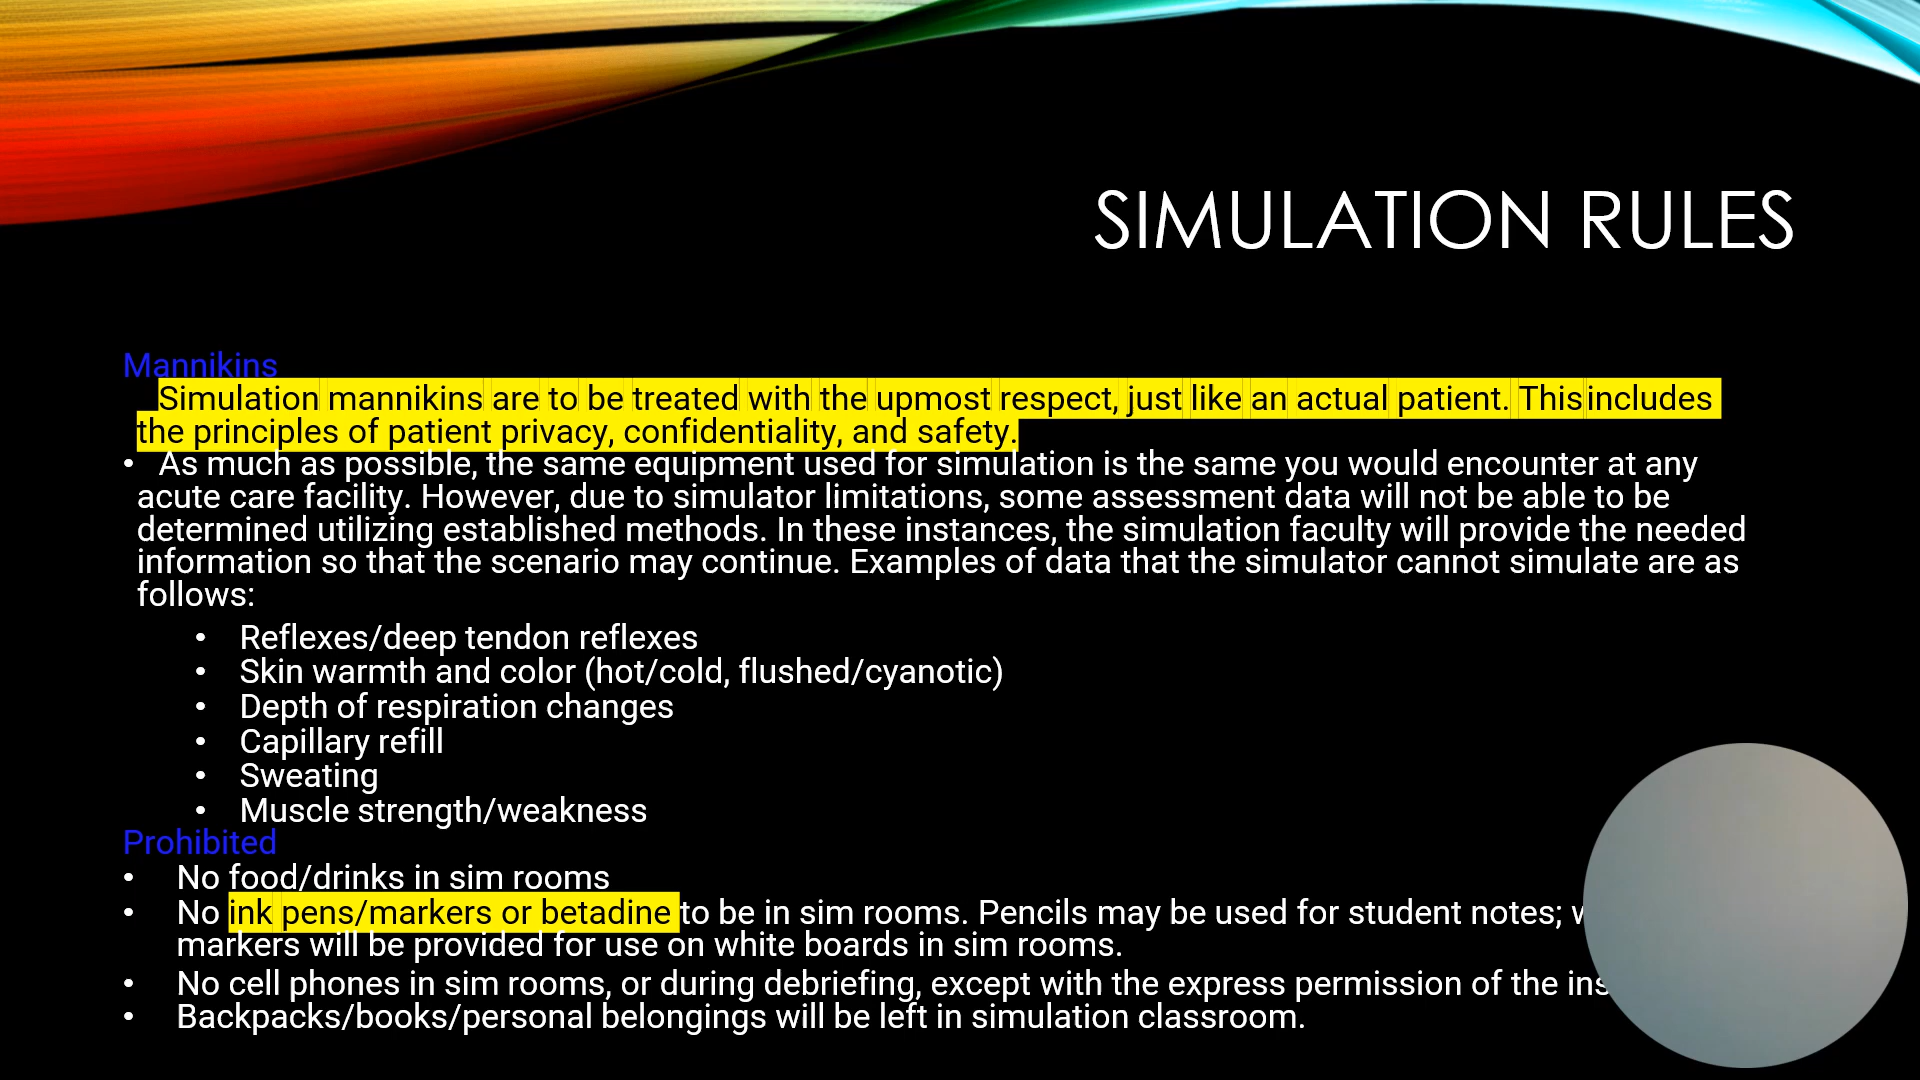 SIMULATION RULES
Mannikins
Simulation mannikins are to be treated with the upmost respect, just like an actual patient. This includes
the principles of patient privacy, confidentiality, and safety.
• As much as possible, the same equipment used for simulation is the same you would encounter at any
acute care facility. However, due to simulator limitations, some assessment data will not be able to be
determined utilizing established methods. In these instances, the simulation faculty will provide the needed
information so that the scenario may continue. Examples of data that the simulator cannot simulate are as
follows:
• Reflexes/deep tendon reflexes
• Skin warmth and color (hot/cold, flushed/cyanotic)
• Depth of respiration changes
• Capillary refill
• Sweating
• Muscle strength/weakness
Prohibited
• No food/drinks in sim rooms
• No ink pens/markers or betadine to be in sim rooms. Pencils may be used for student notes;
markers will be provided for use on white boards in sim rooms.
• No cell phones in sim rooms, or during debriefing, except with the express permission of the
• Backpacks/books/personal belongings will be left in simulation classroom.